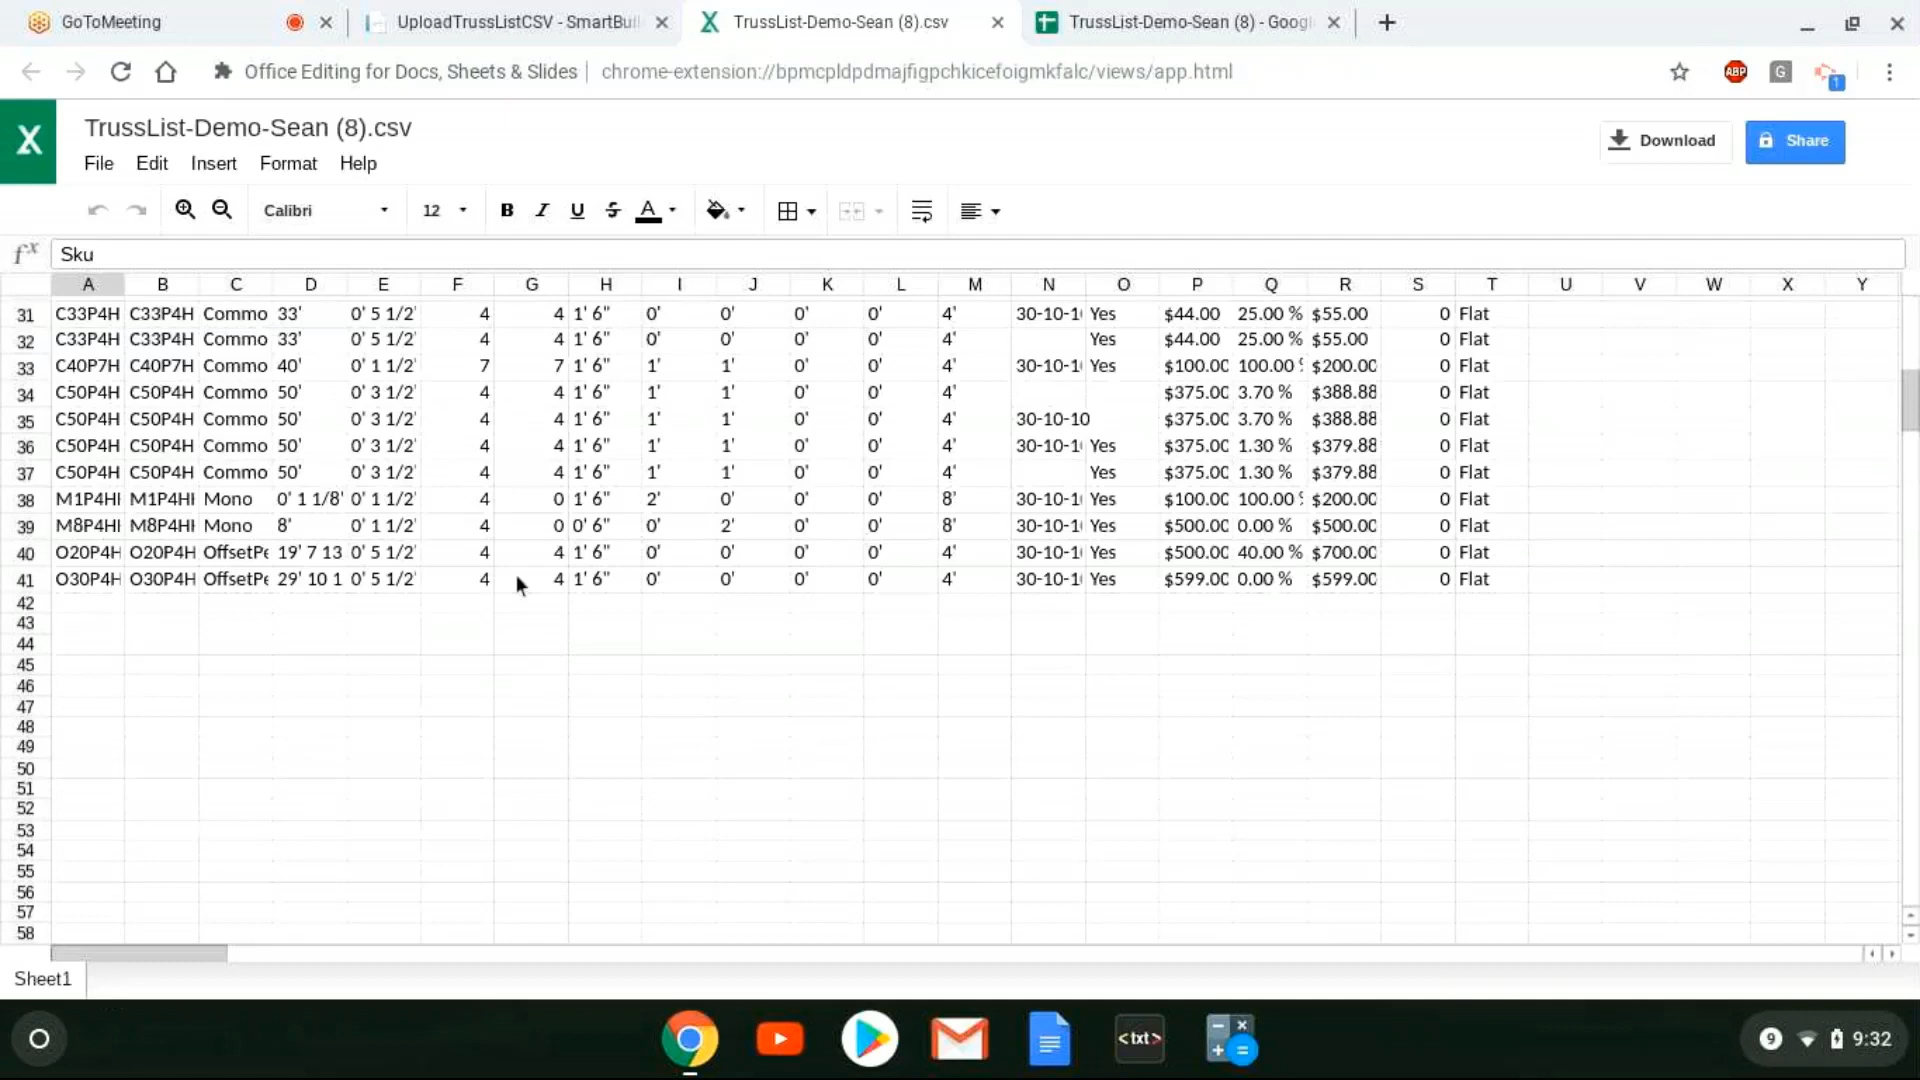 GoToMeeting
UploadTrussListCSV - SmartBuil
TrussList-Demo-Sean (8).csv
TrussList-Demo-Sean (8) - Googl
Office Editing for Docs, Sheets & Slides | chrome-extension://bpmcpldpdmajfigpchkicefoigmkfalc/views/app.html
ABP
G
1
X
TrussList-Demo-Sean (8).csv
File Edit Insert Format Help
Download
Share
Calibri 12 B I U S A
fx Sku
A B C D E F G H I J K L M N O P Q R S T U V W X Y
31 C33P4H C33P4H Commo 33' 0' 5 1/2' 4 4 1' 6" 0' 0' 0' 0' 4' 30-10-1 Yes $44.00 25.00 % $55.00 0 Flat
32 C33P4H C33P4H Commo 33' 0' 5 1/2' 4 4 1' 6" 0' 0' 0' 0' 4' Yes $44.00 25.00 % $55.00 0 Flat
33 C40P7H C40P7H Commo 40' 0' 1 1/2' 7 7 1' 6" 1' 1' 0' 0' 4' 30-10-1 Yes $100.00 100.00 $200.00 0 Flat
34 C50P4H C50P4H Commo 50' 0' 3 1/2' 4 4 1' 6" 1' 1' 0' 0' 4' $375.00 3.70 % $388.88 0 Flat
35 C50P4H C50P4H Commo 50' 0' 3 1/2' 4 4 1' 6" 1' 1' 0' 0' 4' 30-10-10 $375.00 3.70 % $388.88 0 Flat
36 C50P4H C50P4H Commo 50' 0' 3 1/2' 4 4 1' 6" 1' 1' 0' 0' 4' 30-10-1 Yes $375.00 1.30 % $379.88 0 Flat
37 C50P4H C50P4H Commo 50' 0' 3 1/2' 4 4 1' 6" 1' 1' 0' 0' 4' Yes $375.00 1.30 % $379.88 0 Flat
38 M1P4H M1P4H Mono 0' 1 1/8' 0' 1 1/2' 4 0 1' 6" 2' 0' 0' 0' 8' 30-10-1 Yes $100.00 100.00 $200.00 0 Flat
39 M8P4H M8P4H Mono 8' 0' 1 1/2' 4 0 0' 6" 0' 2' 0' 0' 8' 30-10-1 Yes $500.00 0.00 % $500.00 0 Flat
40 O20P4H O20P4H OffsetPe 19' 7 13 0' 5 1/2' 4 4 1' 6" 0' 0' 0' 0' 4' 30-10-1 Yes $500.00 40.00 % $700.00 0 Flat
41 O30P4H O30P4H OffsetPe 29' 10 1 0' 5 1/2' 4 4 1' 6" 0' 0' 0' 0' 4' 30-10-1 Yes $599.00 0.00 % $599.00 0 Flat
42
43
44
45
46
47
48
49
50
51
52
53
54
55
56
57
58
Sheet1
<txt>
9
9:32